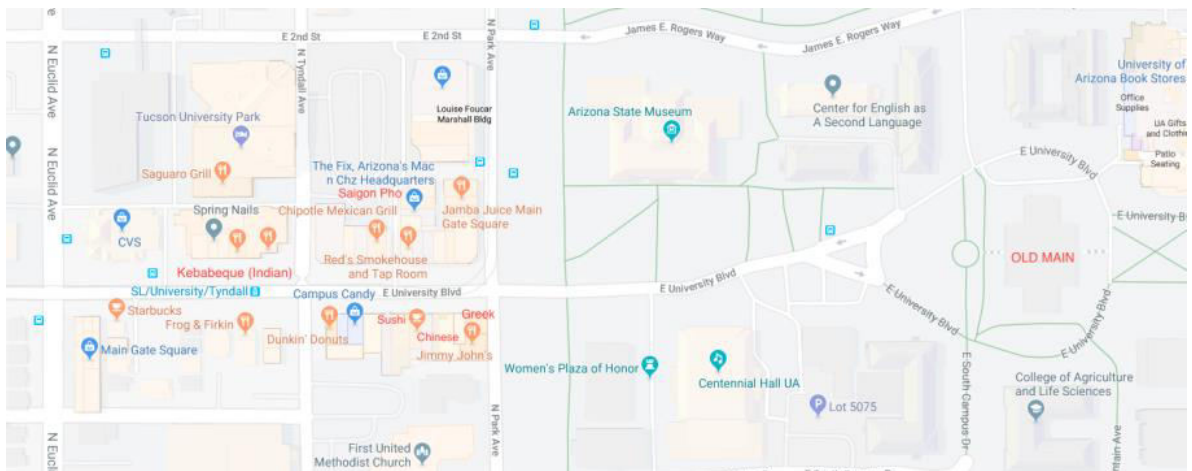 E 2nd St
E 2nd St
James E. Rogers Way
James E. Rogers Way
N Euclid Ave
N Tyndall Ave
N Park Ave
University of
Arizona Book Stores
Office
Supplies
UA Gifts
Patio
Seating
Louise Foucar
Marshall Bldg
Tucson University Park
Arizona State Museum
Center for English as
A Second Language
E University Blvd
Saguaro Grill
The Fix, Arizona's Mac
n Chz Headquarters
Saigon Pho
Spring Nails
Chipotle Mexican Grill
Jamba Juice Main
Gate Square
N Euclid Ave
CVS
E University Blvd
E University Blvd
Red's Smokehouse
and Tap Room
Kebabeque (Indian)
OLD MAIN
SL/University/Tyndall
Campus Candy
E University Blvd
E University Blvd
E University Blvd
E University Blvd
Starbucks
Frog & Firkin
Dunkin' Donuts
Sushi
Greek
Chinese
Jimmy John's
Main Gate Square
Women's Plaza of Honor
Centennial Hall UA
E South Campus Dr
College of Agriculture
and Life Sciences
Lot 5075
N Park Ave
First United
Methodist Church